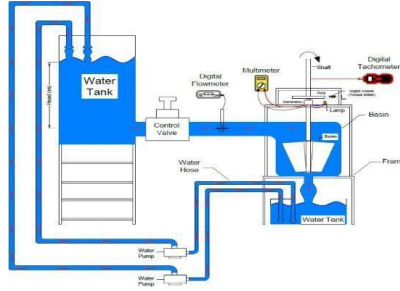 Water
Tank
Head (m)
Control
Valve
Digital
Flowmeter
Multimeter
Shaft
Digital
Tachometer
Lamp
Basin
Water
Hose
Fram
Water Tank
Water
Pump
Water
Pump